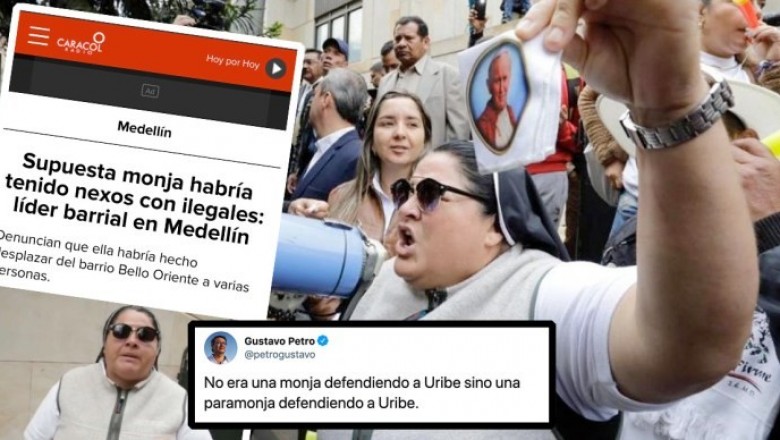 CARACOL
RADIO
Hoy por Hoy
Ad
Medellín
Supuesta monja habría
tenido nexos con ilegales:
líder barrial en Medellín
Denuncian que ella habría hecho
desplazar del barrio Bello Oriente a varias
personas.
Gustavo Petro
@petrogustavo
No era una monja defendiendo a Uribe sino una
paramonja defendiendo a Uribe.